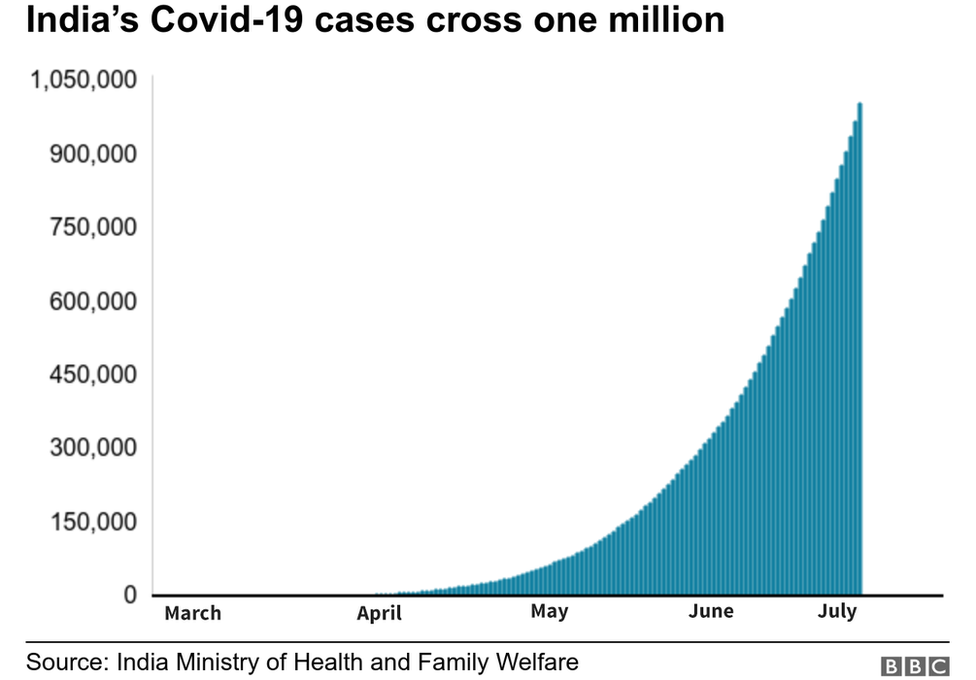 India’s Covid-19 cases cross one million
1,050,000
900,000
750,000
600,000
450,000
300,000
150,000
0
March April May June July
Source: India Ministry of Health and Family Welfare
BBC